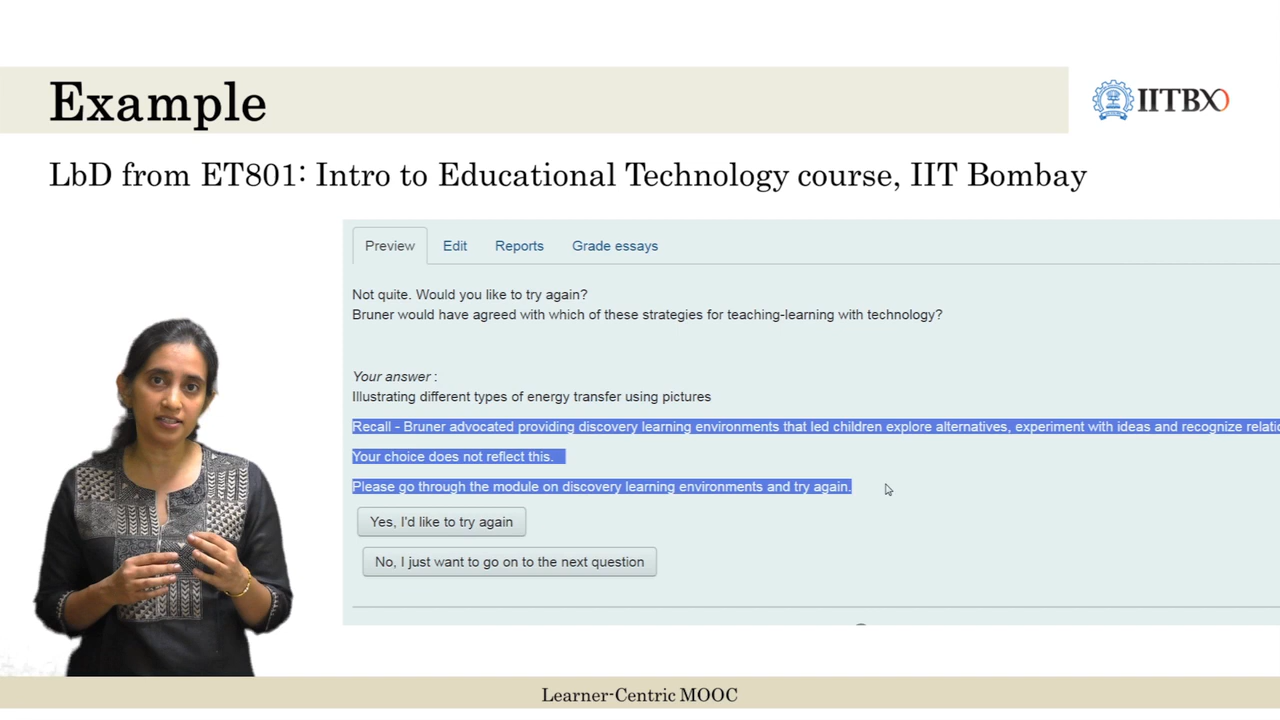 Example
IITBX
LbD from ET801: Intro to Educational Technology course, IIT Bombay
Preview Edit Reports Grade essays
Not quite. Would you like to try again?
Bruner would have agreed with which of these strategies for teaching-learning with technology?
Your answer :
Illustrating different types of energy transfer using pictures
Recall - Bruner advocated providing discovery learning environments that led children explore alternatives, experiment with ideas and recognize
Your choice does not reflect this.
Please go through the module on discovery learning environments and try again.
Yes, I'd like to try again
No, I just want to go on to the next question
Learner-Centric MOOC